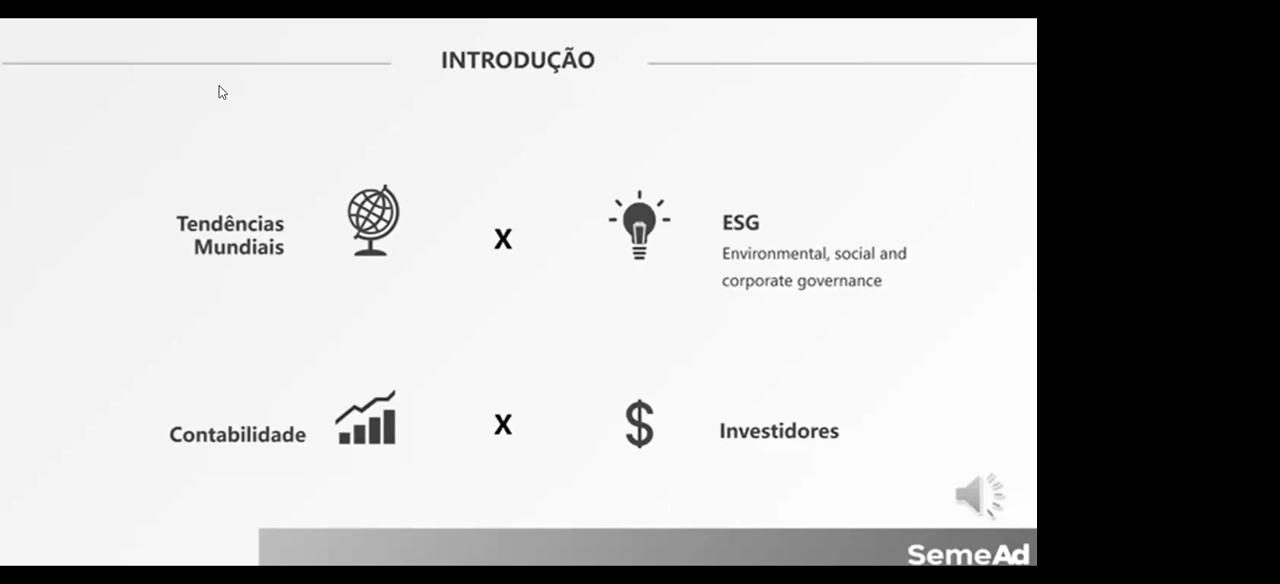 INTRODUÇÃO
Tendências
Mundiais
X
ESG
Environmental, social and
corporate governance
Contabilidade
X
$
Investidores
SemeAd